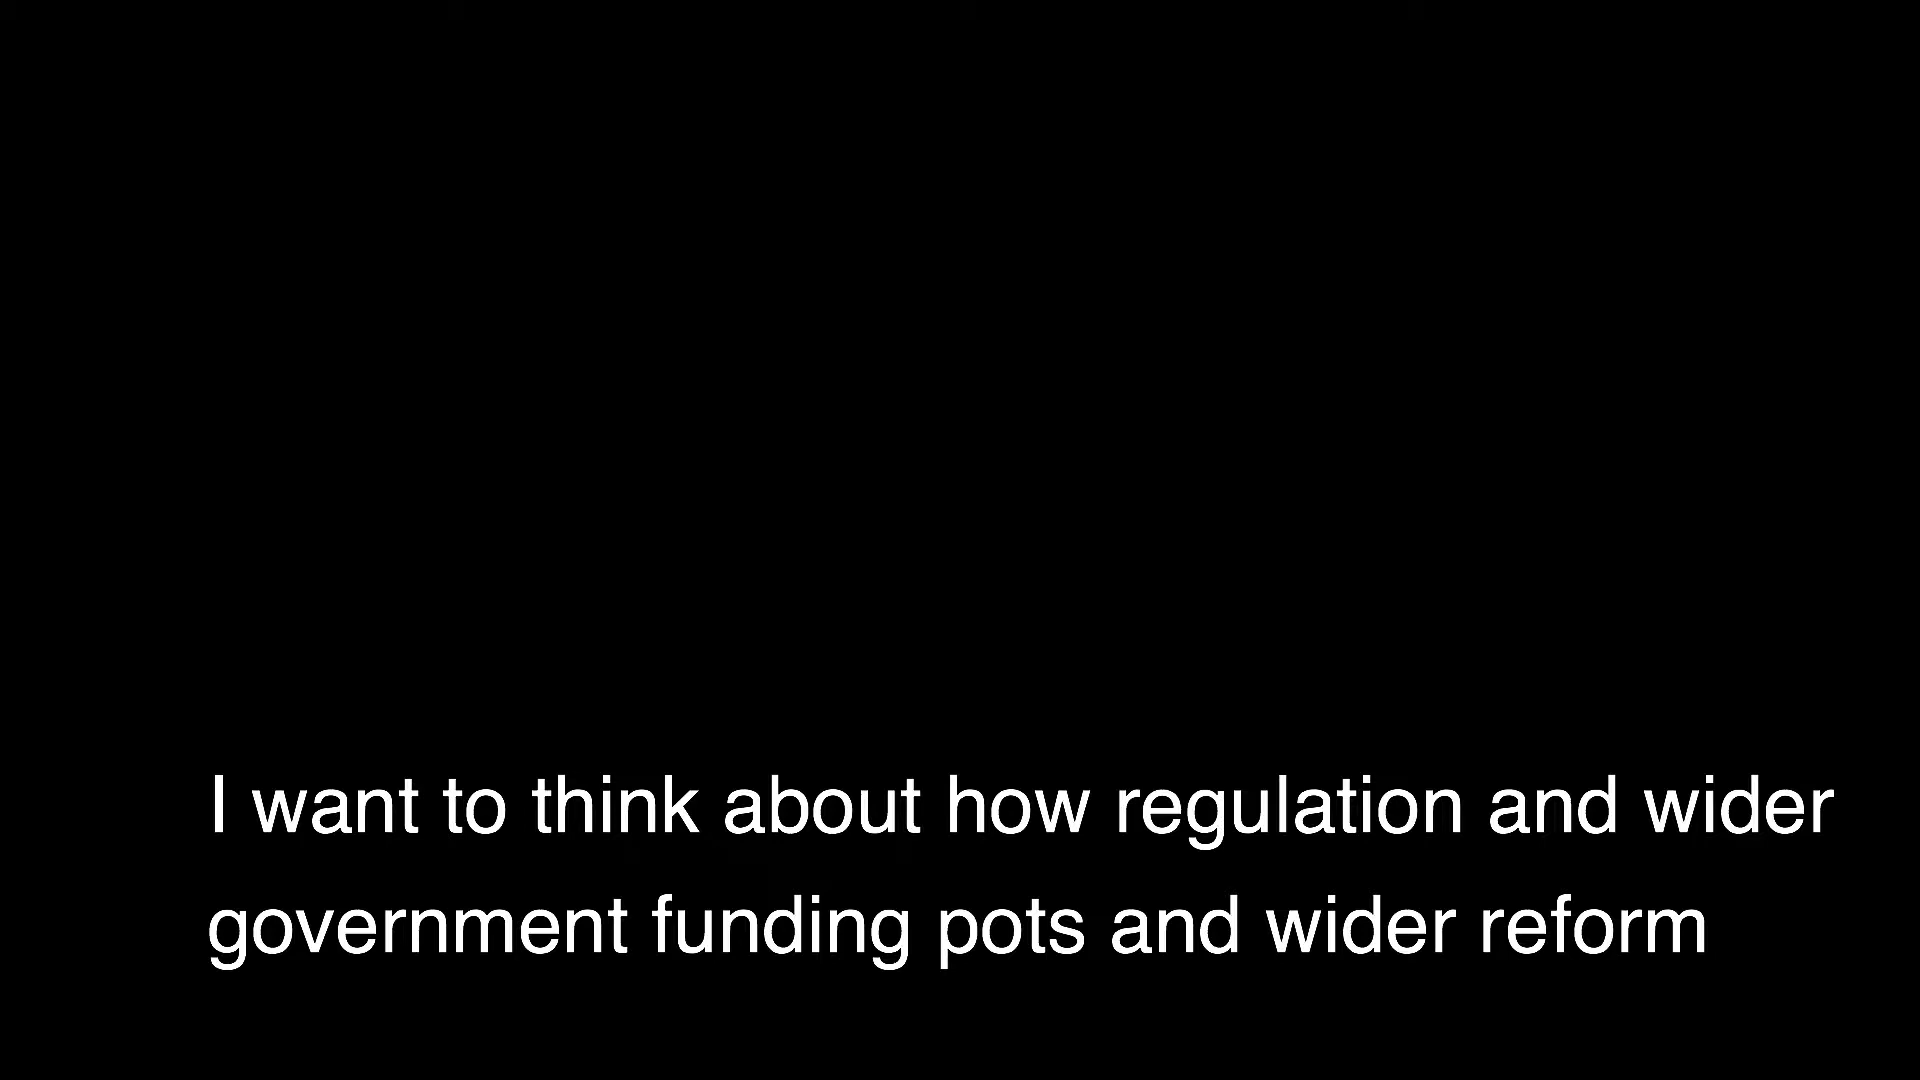 I want to think about how regulation and wider
government funding pots and wider reform